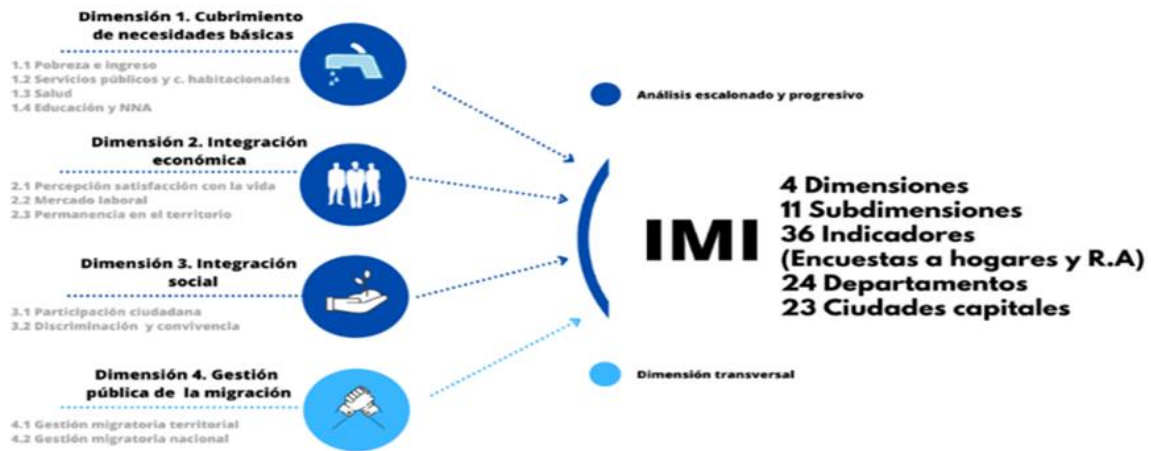 Dimensión 1. Cubrimiento
de necesidades básicas
1.1 Pobreza e ingreso
1.2 Servicios públicos y c. habitacionales
1.3 Salud
1.4 Educación y NNA
Dimensión 2. Integración
económica
2.1 Percepción satisfacción con la vida
2.2 Mercado laboral
2.3 Permanencia en el territorio
Dimensión 3. Integración
social
3.1 Participación ciudadana
3.2 Discriminación y convivencia
Dimensión 4. Gestión
pública de la migración
4.1 Gestión migratoria territorial
4.2 Gestión migratoria nacional
Análisis escalonado y progresivo
IMI
4 Dimensiones
11 Subdimensiones
36 Indicadores
(Encuestas a hogares y R.A)
24 Departamentos
23 Ciudades capitales
Dimensión transversal